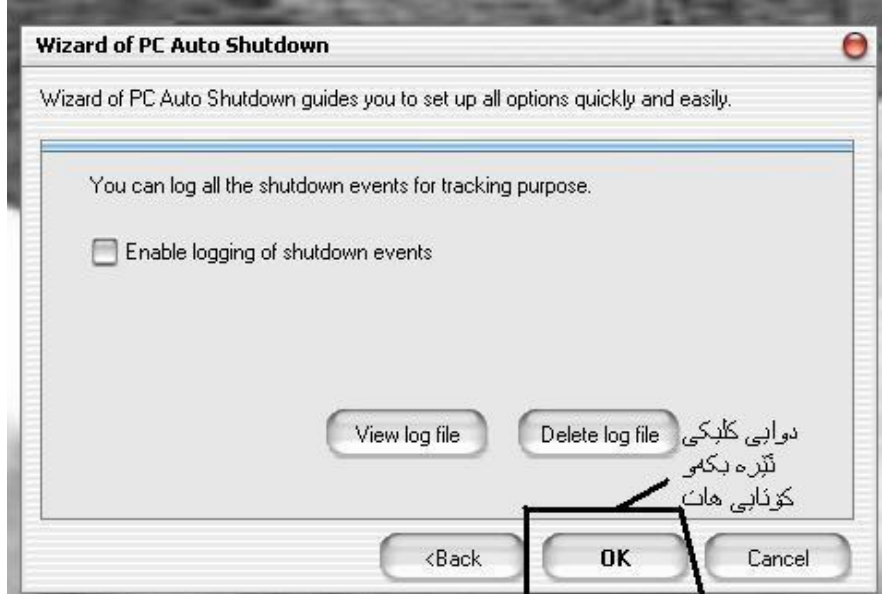 Wizard of PC Auto Shutdown
Wizard of PC Auto Shutdown guides you to set up all options quickly and easily.
You can log all the shutdown events for tracking purpose.
Enable logging of shutdown events
View log file
Delete log file
دوایی کلیکی
ئێرە بکەو
کۆتایی هات
<Back
OK
Cancel